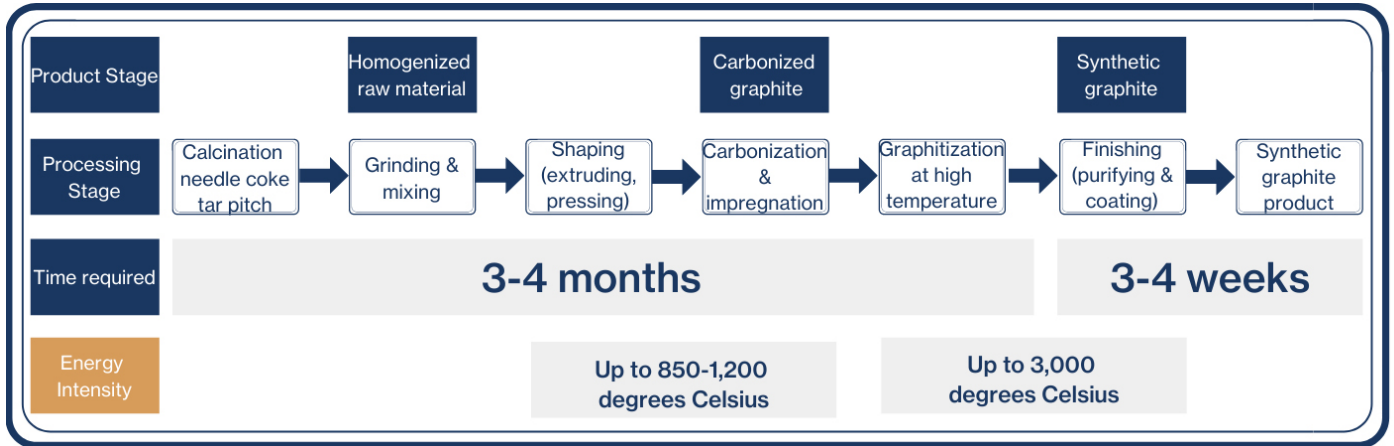 Product Stage
Homogenized
raw material
Carbonized
graphite
Synthetic
graphite
Processing
Stage
Calcination
needle coke
tar pitch
Grinding &
mixing
Shaping
(extruding,
pressing)
Carbonization
&
impregnation
Graphitization
at high
temperature
Finishing
(purifying &
coating)
Synthetic
graphite
product
Time required
3-4 months
3-4 weeks
Energy
Intensity
Up to 850-1,200
degrees Celsius
Up to 3,000
degrees Celsius